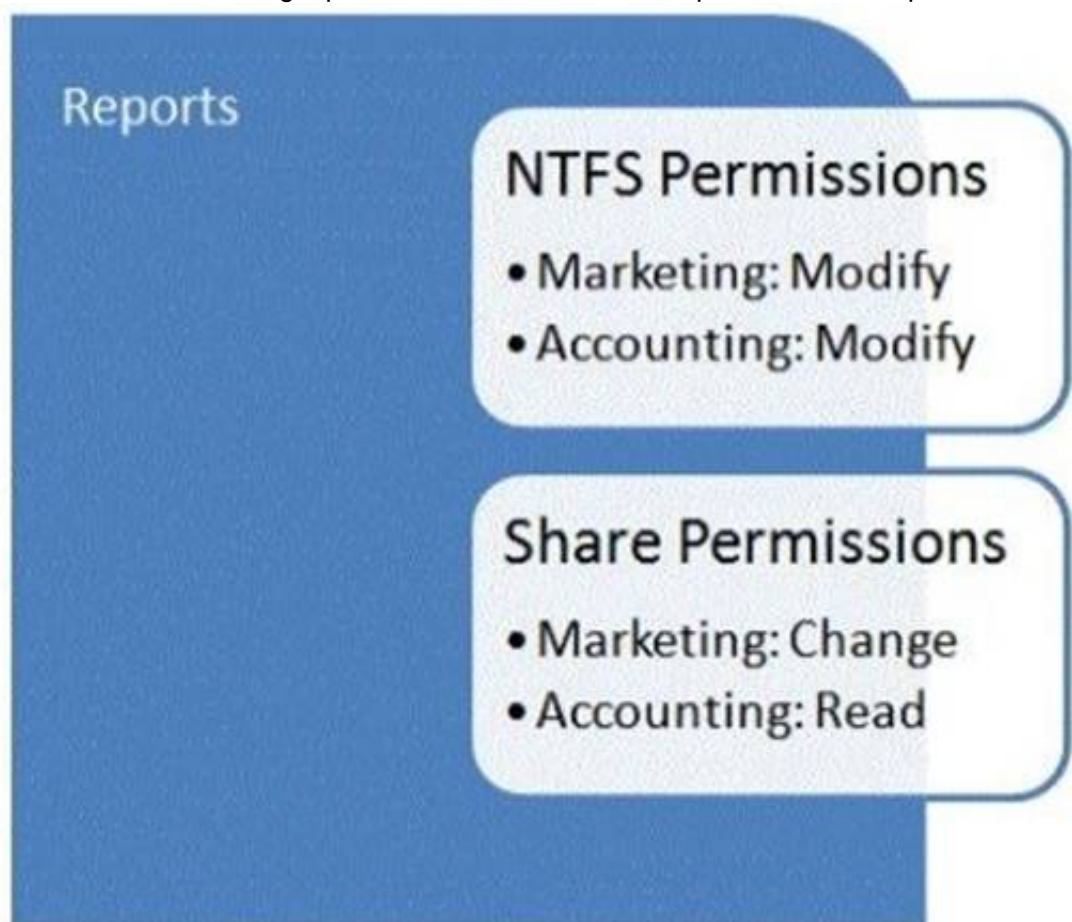 Reports
NTFS Permissions
• Marketing: Modify
• Accounting: Modify
Share Permissions
• Marketing: Change
• Accounting: Read